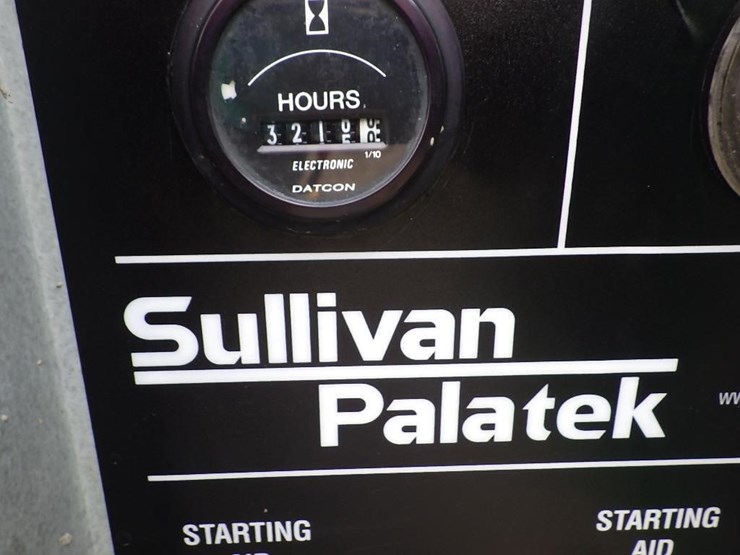 HOURS
ELECTRONIC 1/10
DATCON
Sullivan
Palatek
STARTING STARTING
AID